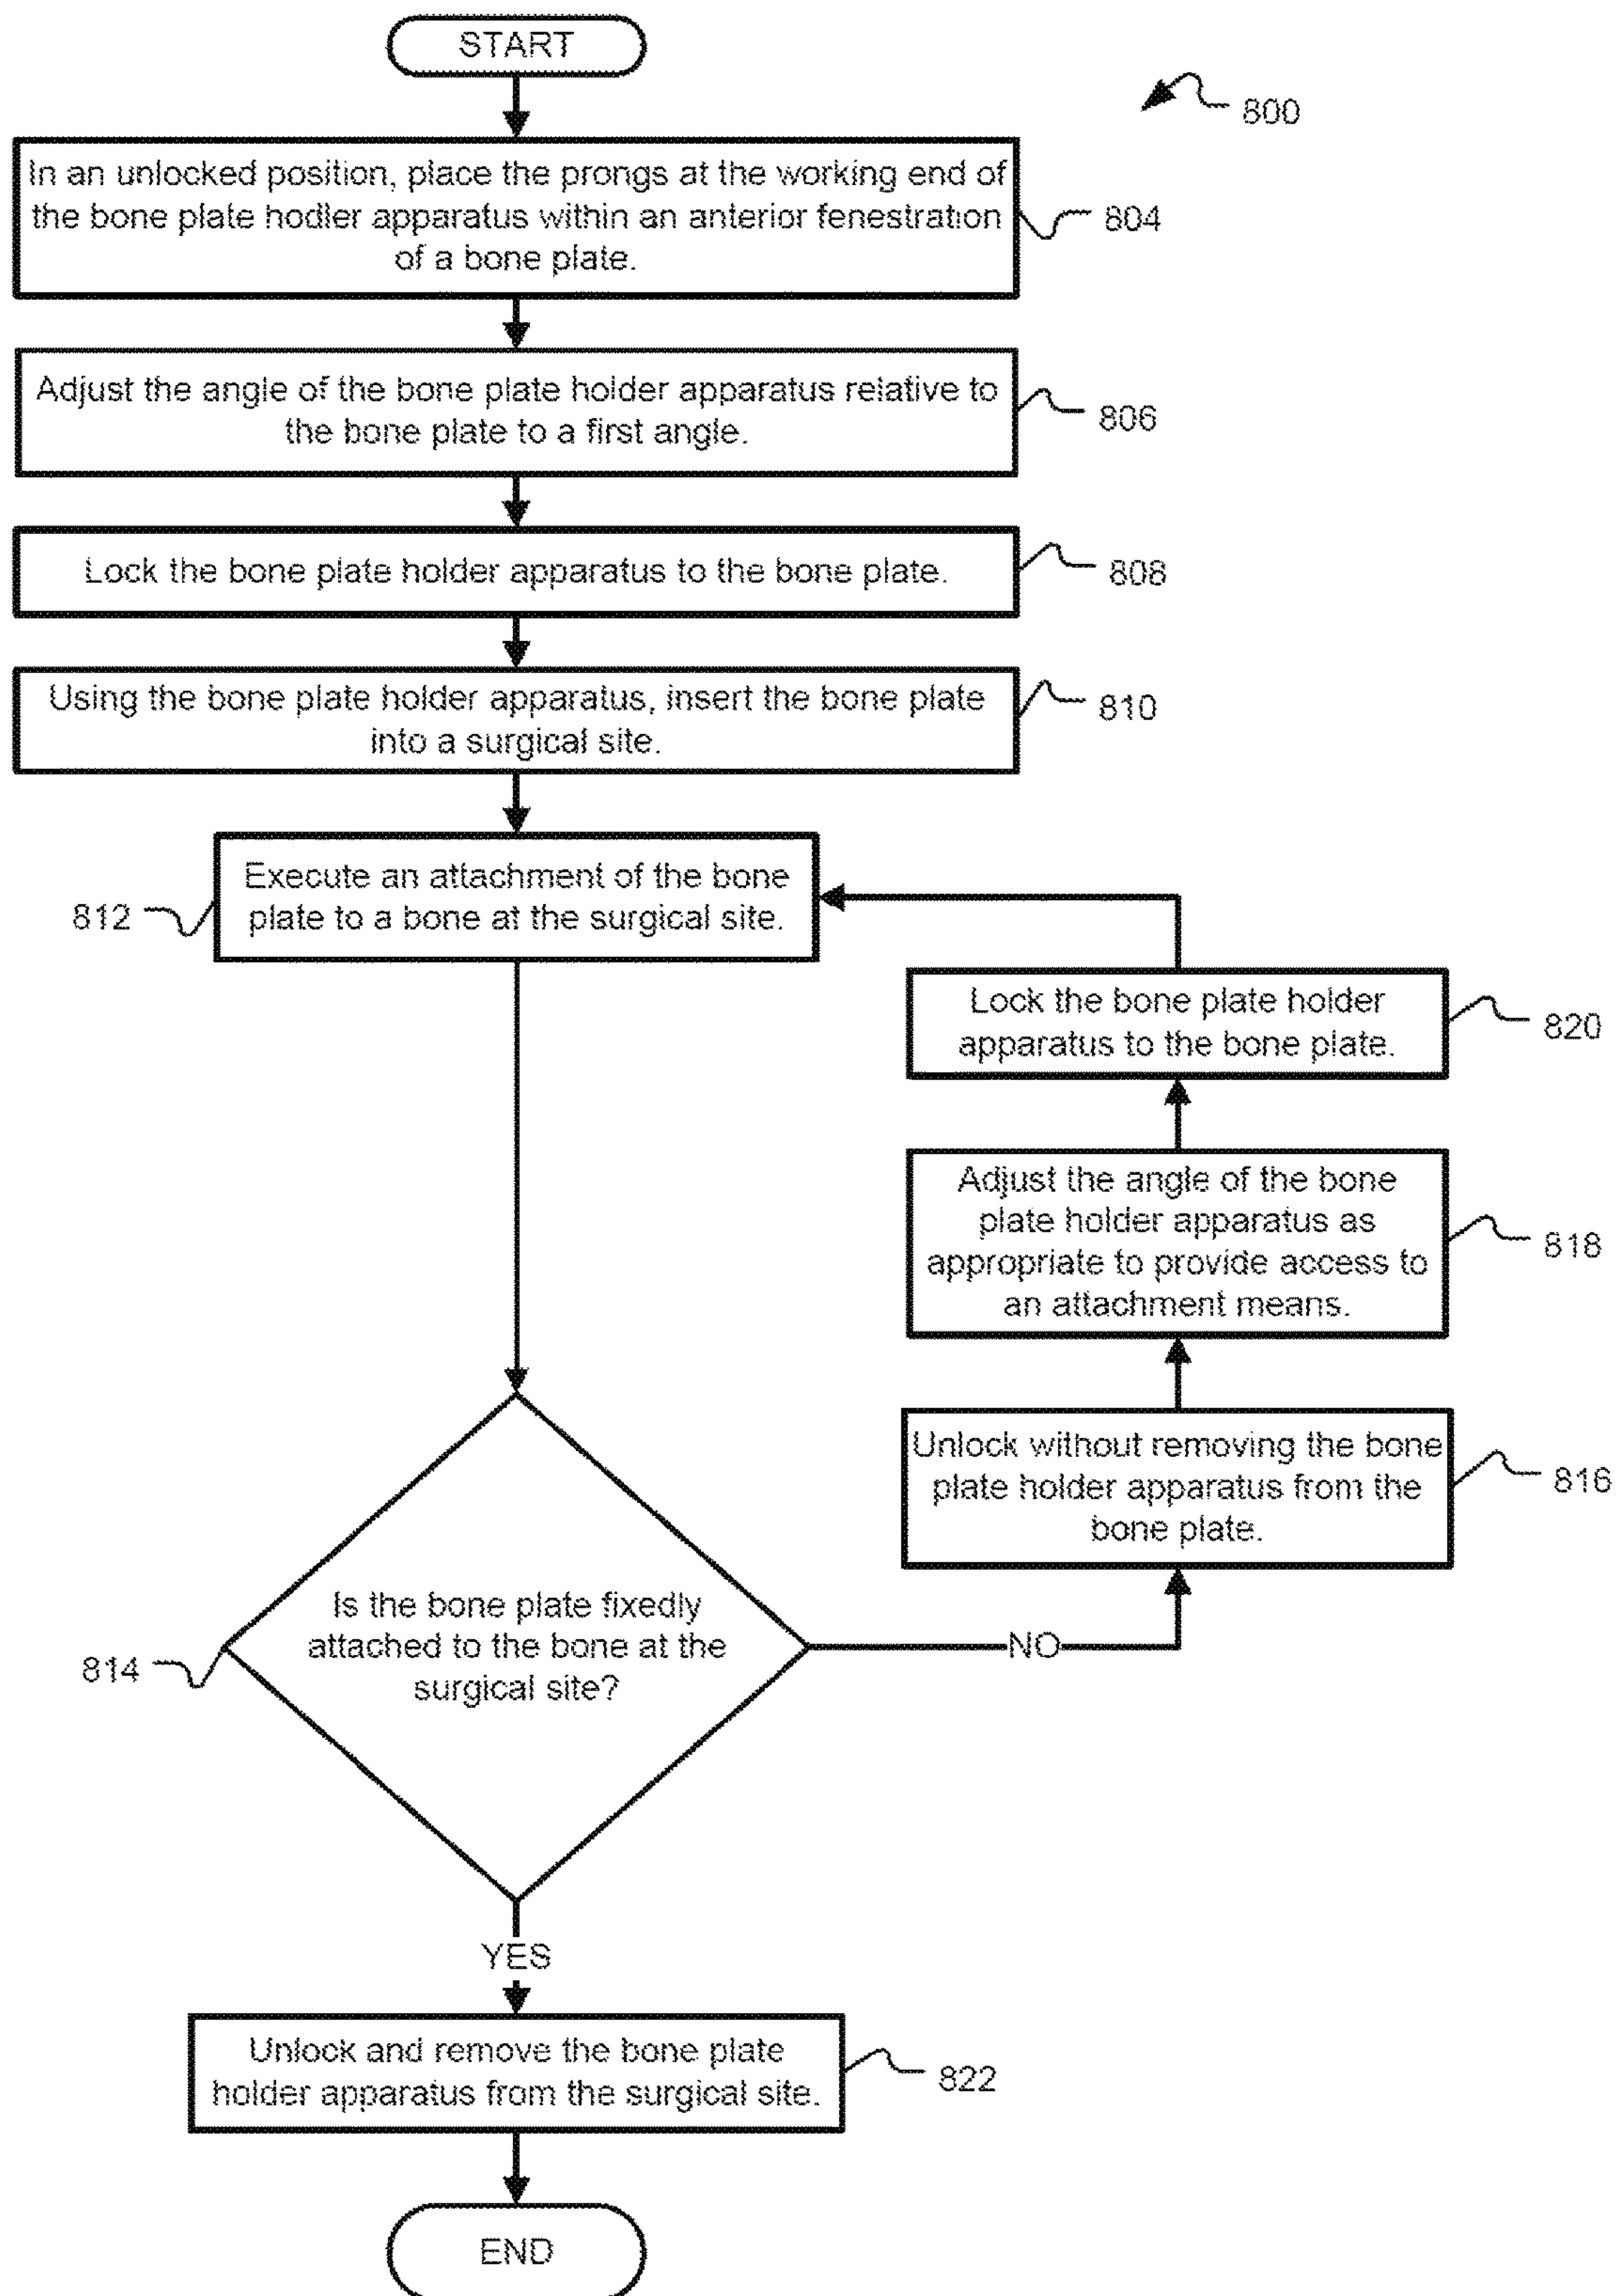 START
800
In an unlocked position, place the prongs at the working end of
the bone plate hodler apparatus within an anterior fenestration
of a bone plate.
804
Adjust the angle of the bone plate holder apparatus relative to
the bone plate to a first angle.
806
Lock the bone plate holder apparatus to the bone plate.
808
Using the bone plate holder apparatus, insert the bone plate
into a surgical site.
810
Execute an attachment of the bone
plate to a bone at the surgical site.
812
Lock the bone plate holder
apparatus to the bone plate.
820
Adjust the angle of the bone
plate holder apparatus as
appropriate to provide access to
an attachment means.
818
Unlock without removing the bone
plate holder apparatus from the
bone plate.
816
Is the bone plate fixedly
attached to the bone at the
surgical site?
814
NO
YES
Unlock and remove the bone plate
holder apparatus from the surgical site.
822
END